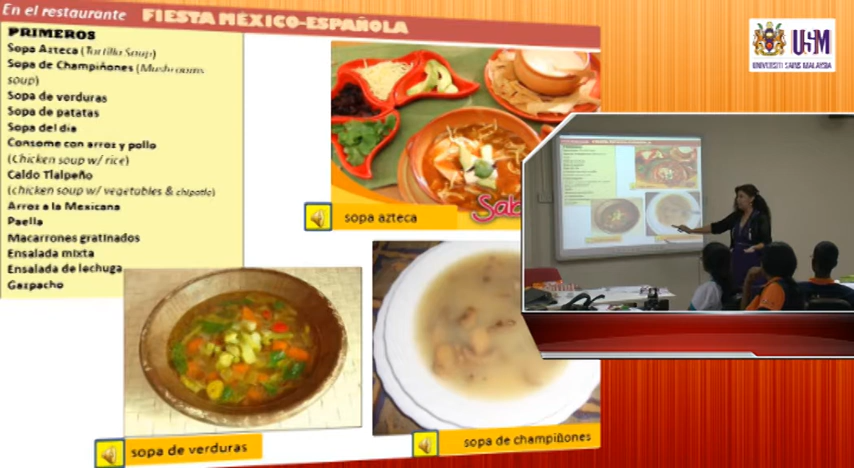 En el restaurante FIESTA MÉXICO-ESPAÑOLA
PRIMEROS
Sopa Azteca (Tortilla Soup)
Sopa de Champiñones (Mushrooms
soup)
Sopa de verduras
Sopa de patatas
Sopa del dia
Consome con arroz y pollo
(Chicken soup w/ rice)
Caldo Tlalpeño
(chicken soup w/ vegetables & chipotle)
Arroz a la Mexicana
Paella
Macarrones gratinados
Ensalada mixta
Ensalada de lechuga
Gazpacho
sopa azteca
sopa de verduras
sopa de champiñones
USM
UNIVERSITI SAINS MALAYSIA